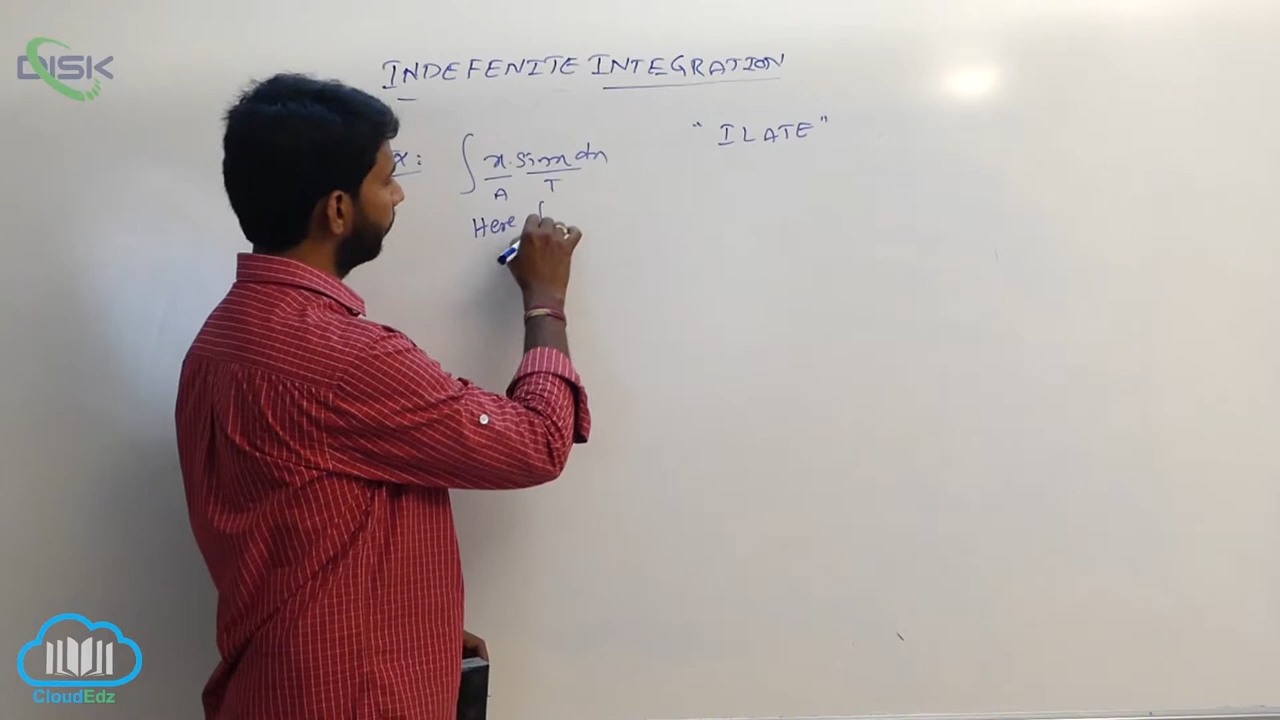 DISK
INDEFENITE INTEGRATION
x: ∫ x. sinx dx "ILATE"
A T
Here
CloudEdz